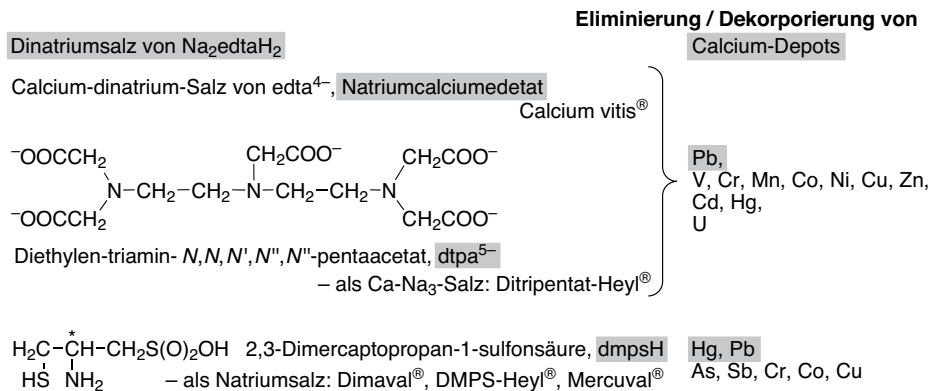 Eliminierung / Dekorporierung von
Dinatriumsalz von Na₂edtaH₂ Calcium-Depots
Calcium-dinatrium-Salz von edta⁴⁻, Natriumcalciumedetat
Calcium vitis®
⁻OOCCH₂ CH₂COO⁻ CH₂COO⁻
N–CH₂–CH₂–N–CH₂–CH₂–N
⁻OOCCH₂ CH₂COO⁻
Pb,
V, Cr, Mn, Co, Ni, Cu, Zn,
Cd, Hg,
U
Diethylen-triamin- N,N,N',N",N"-pentaacetat, dtpa⁵⁻
– als Ca-Na₃-Salz: Ditripentat-Heyl®
*
H₂C–CH–CH₂S(O)₂OH 2,3-Dimercaptopropan-1-sulfonsäure, dmpsH Hg, Pb
HS NH₂ – als Natriumsalz: Dimaval®, DMPS-Heyl®, Mercuval® As, Sb, Cr, Co, Cu